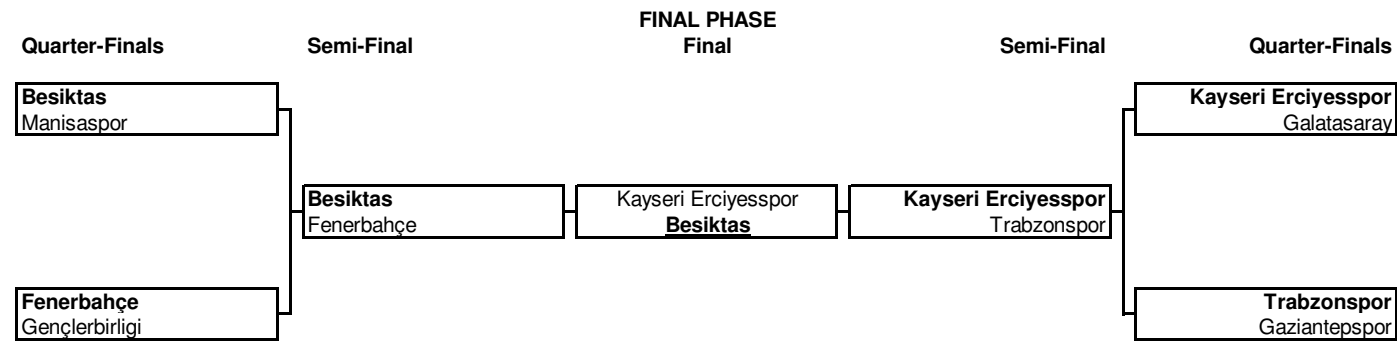 FINAL PHASE
Quarter-Finals Semi-Final Final Semi-Final Quarter-Finals
Besiktas Kayseri Erciyesspor
Manisaspor Galatasaray
Besiktas Kayseri Erciyesspor Kayseri Erciyesspor
Fenerbahçe Besiktas Trabzonspor
Fenerbahçe Trabzonspor
Gençlerbirligi Gaziantepspor